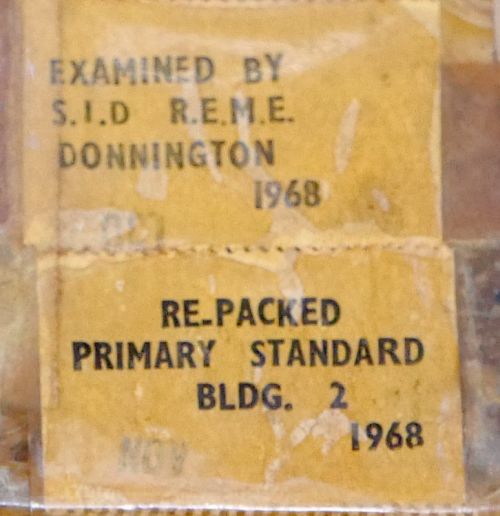 EXAMINED BY
S.I.D R.E.M.E.
DONNINGTON
1968
RE-PACKED
PRIMARY STANDARD
BLDG. 2
1968
NOV